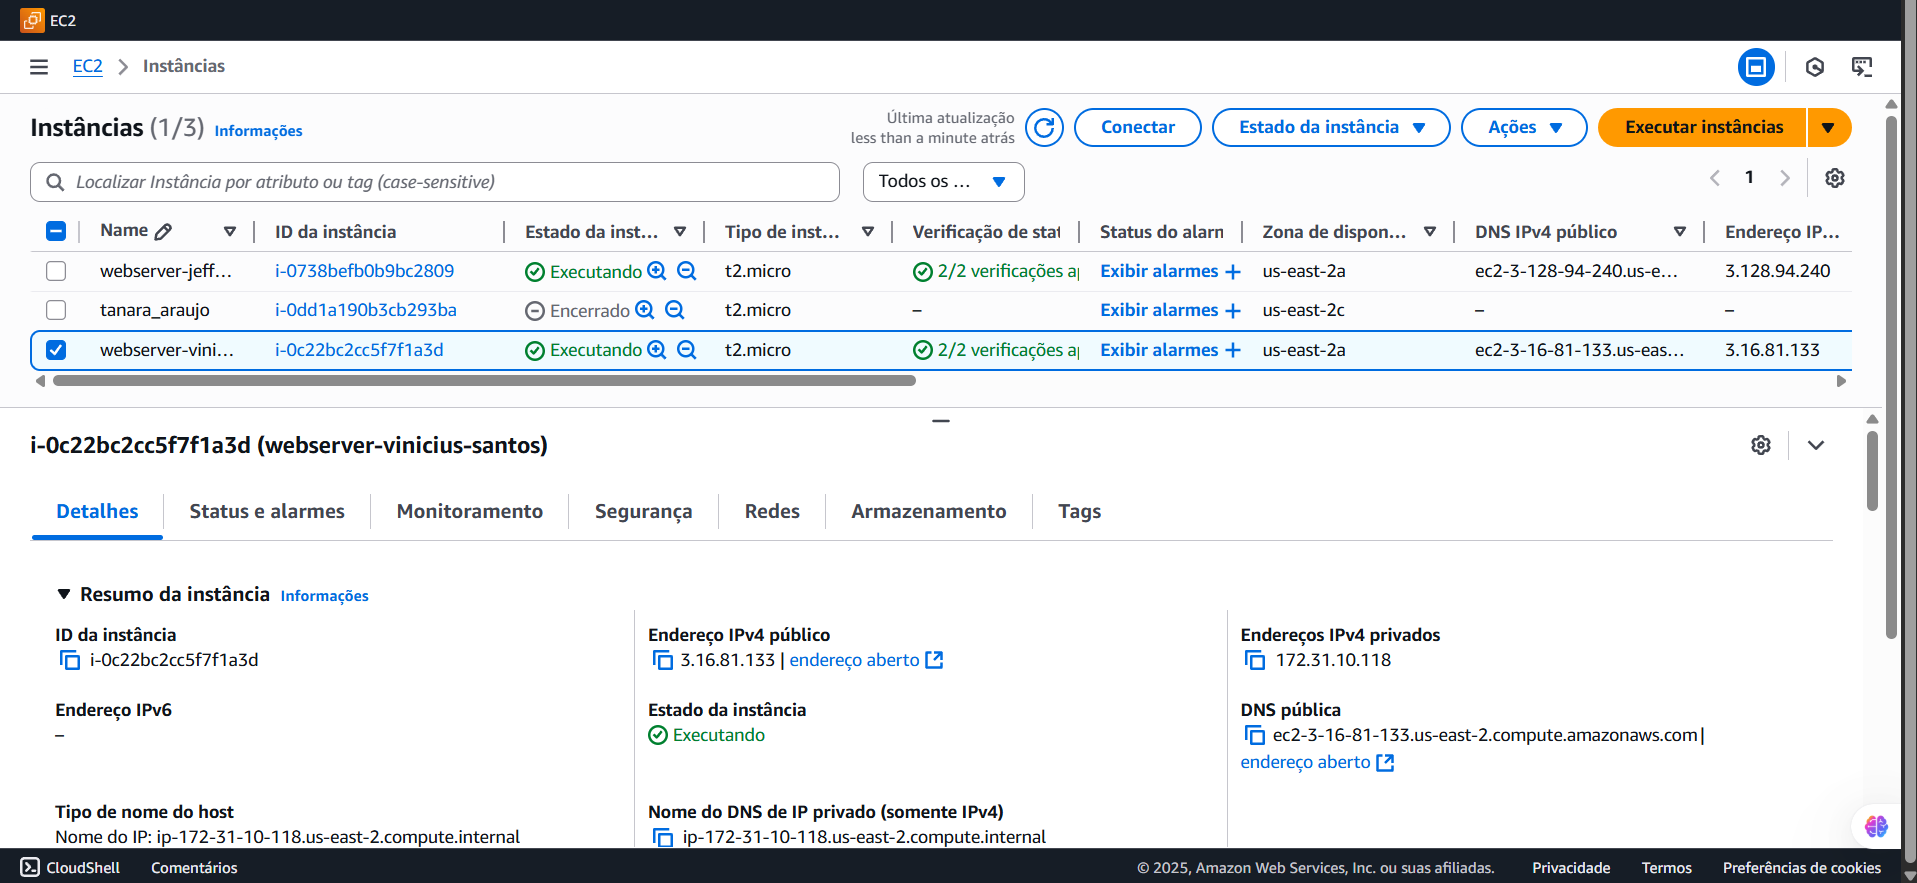 EC2
EC2 Instâncias
Instâncias (1/3) Informações
Última atualização
less than a minute atrás
Conectar
Estado da instância
Ações
Executar instâncias
Localizar Instância por atributo ou tag (case-sensitive)
Todos os ...
1
Name ID da instância Estado da inst... Tipo de inst... Verificação de stat Status do alarn Zona de dispon... DNS IPv4 público Endereço IP...
webserver-jeff... i-0738befb0b9bc2809 Executando t2.micro 2/2 verificações a Exibir alarmes + us-east-2a ec2-3-128-94-240.us-e... 3.128.94.240
tanara_araujo i-0dd1a190b3cb293ba Encerrado t2.micro – Exibir alarmes + us-east-2c – –
webserver-vini... i-0c22bc2cc5f7f1a3d Executando t2.micro 2/2 verificações a Exibir alarmes + us-east-2a ec2-3-16-81-133.us-eas... 3.16.81.133
i-0c22bc2cc5f7f1a3d (webserver-vinicius-santos)
Detalhes Status e alarmes Monitoramento Segurança Redes Armazenamento Tags
Resumo da instância Informações
ID da instância
i-0c22bc2cc5f7f1a3d
Endereço IPv4 público
3.16.81.133 | endereço aberto
Endereços IPv4 privados
172.31.10.118
Endereço IPv6
–
Estado da instância
Executando
DNS pública
ec2-3-16-81-133.us-east-2.compute.amazonaws.com |
endereço aberto
Tipo de nome do host
Nome do IP: ip-172-31-10-118.us-east-2.compute.internal
Nome do DNS de IP privado (somente IPv4)
ip-172-31-10-118.us-east-2.compute.internal
CloudShell Comentários © 2025, Amazon Web Services, Inc. ou suas afiliadas. Privacidade Termos Preferências de cookies